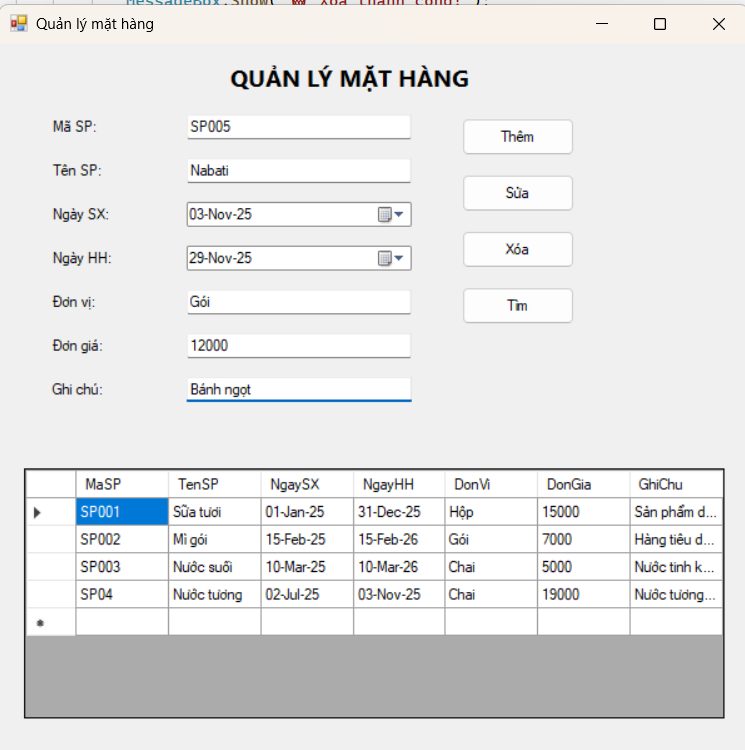 Quản lý mặt hàng
QUẢN LÝ MẶT HÀNG
Mã SP: SP005 Thêm
Tên SP: Nabati Sửa
Ngày SX: 03-Nov-25
Ngày HH: 29-Nov-25 Xóa
Đơn vị: Gói Tìm
Đơn giá: 12000
Ghi chú: Bánh ngọt
MaSP TenSP NgaySX NgayHH DonVi DonGia GhiChu
SP001 Sữa tươi 01-Jan-25 31-Dec-25 Hộp 15000 Sản phẩm d...
SP002 Mì gói 15-Feb-25 15-Feb-26 Gói 7000 Hàng tiêu d...
SP003 Nước suối 10-Mar-25 10-Mar-26 Chai 5000 Nước tinh k...
SP04 Nước tương 02-Jul-25 03-Nov-25 Chai 19000 Nước tương...